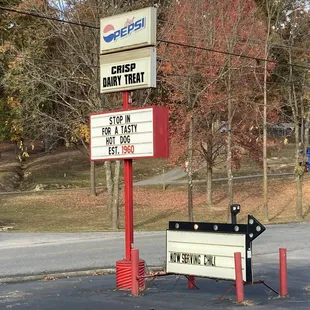 PEPSI
CRISP
DAIRY TREAT
STOP IN
FOR A TASTY
HOT DOG
EST. 1960
NOW SERVING CHILI